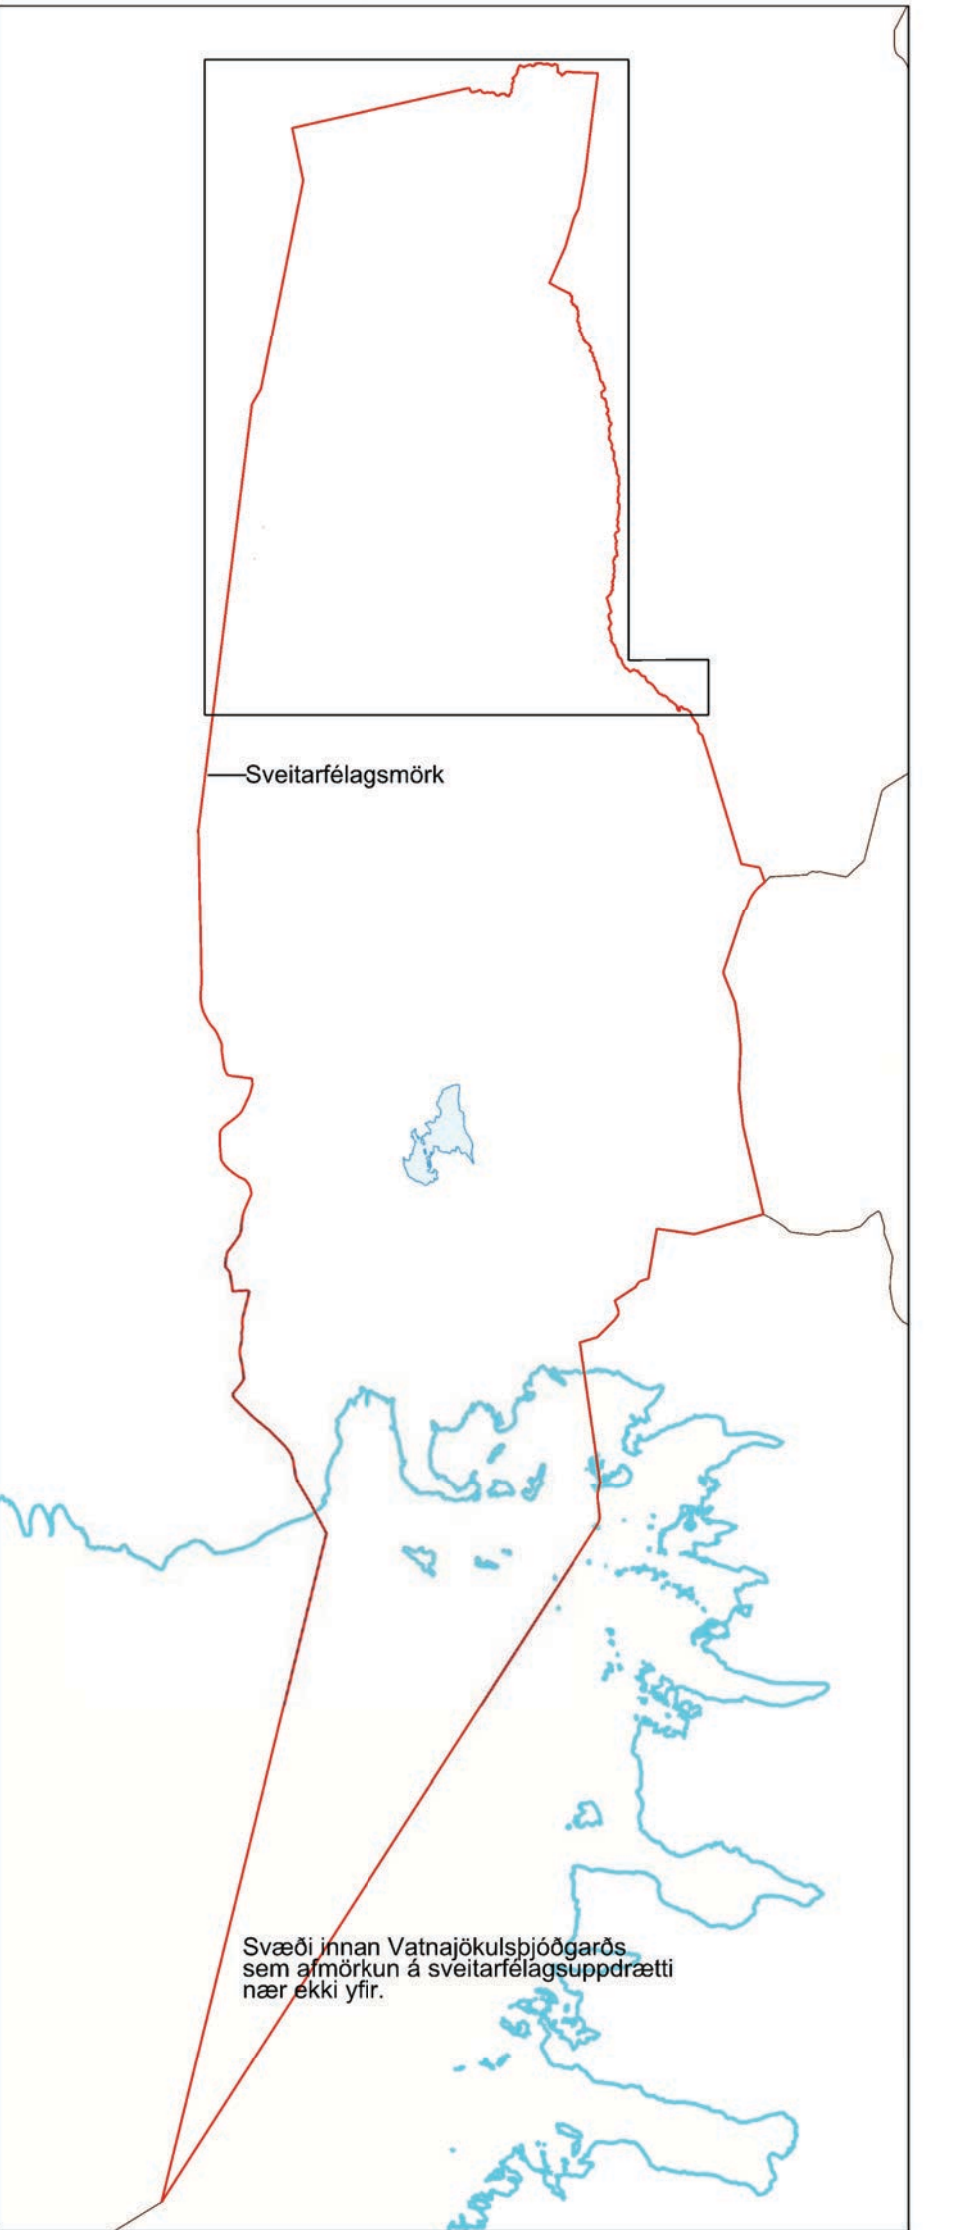 Sveitarfélagsmörk
Svæði innan Vatnajökulsþjóðgarðs
sem afmörkun á sveitarfélagsuppdrætti
nær ekki yfir.